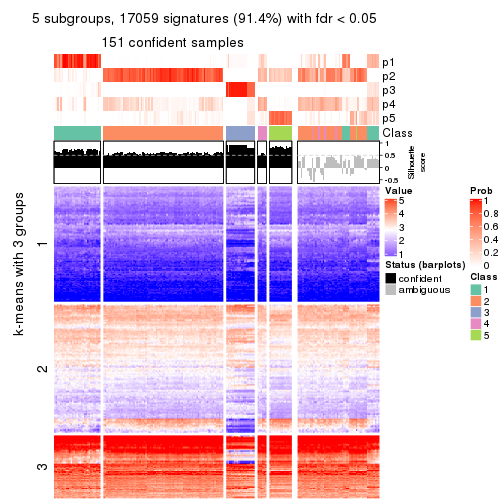 5 subgroups, 17059 signatures (91.4%) with fdr < 0.05
151 confident samples
p1
p2
p3
p4
p5
Class
1
0.5
0
-0.5
Silhouette
score
k-means with 3 groups
1
2
3
Value
5
4
3
2
1
Status (barplots)
confident
ambiguous
Prob
1
0.8
0.6
0.4
0.2
0
Class
1
2
3
4
5